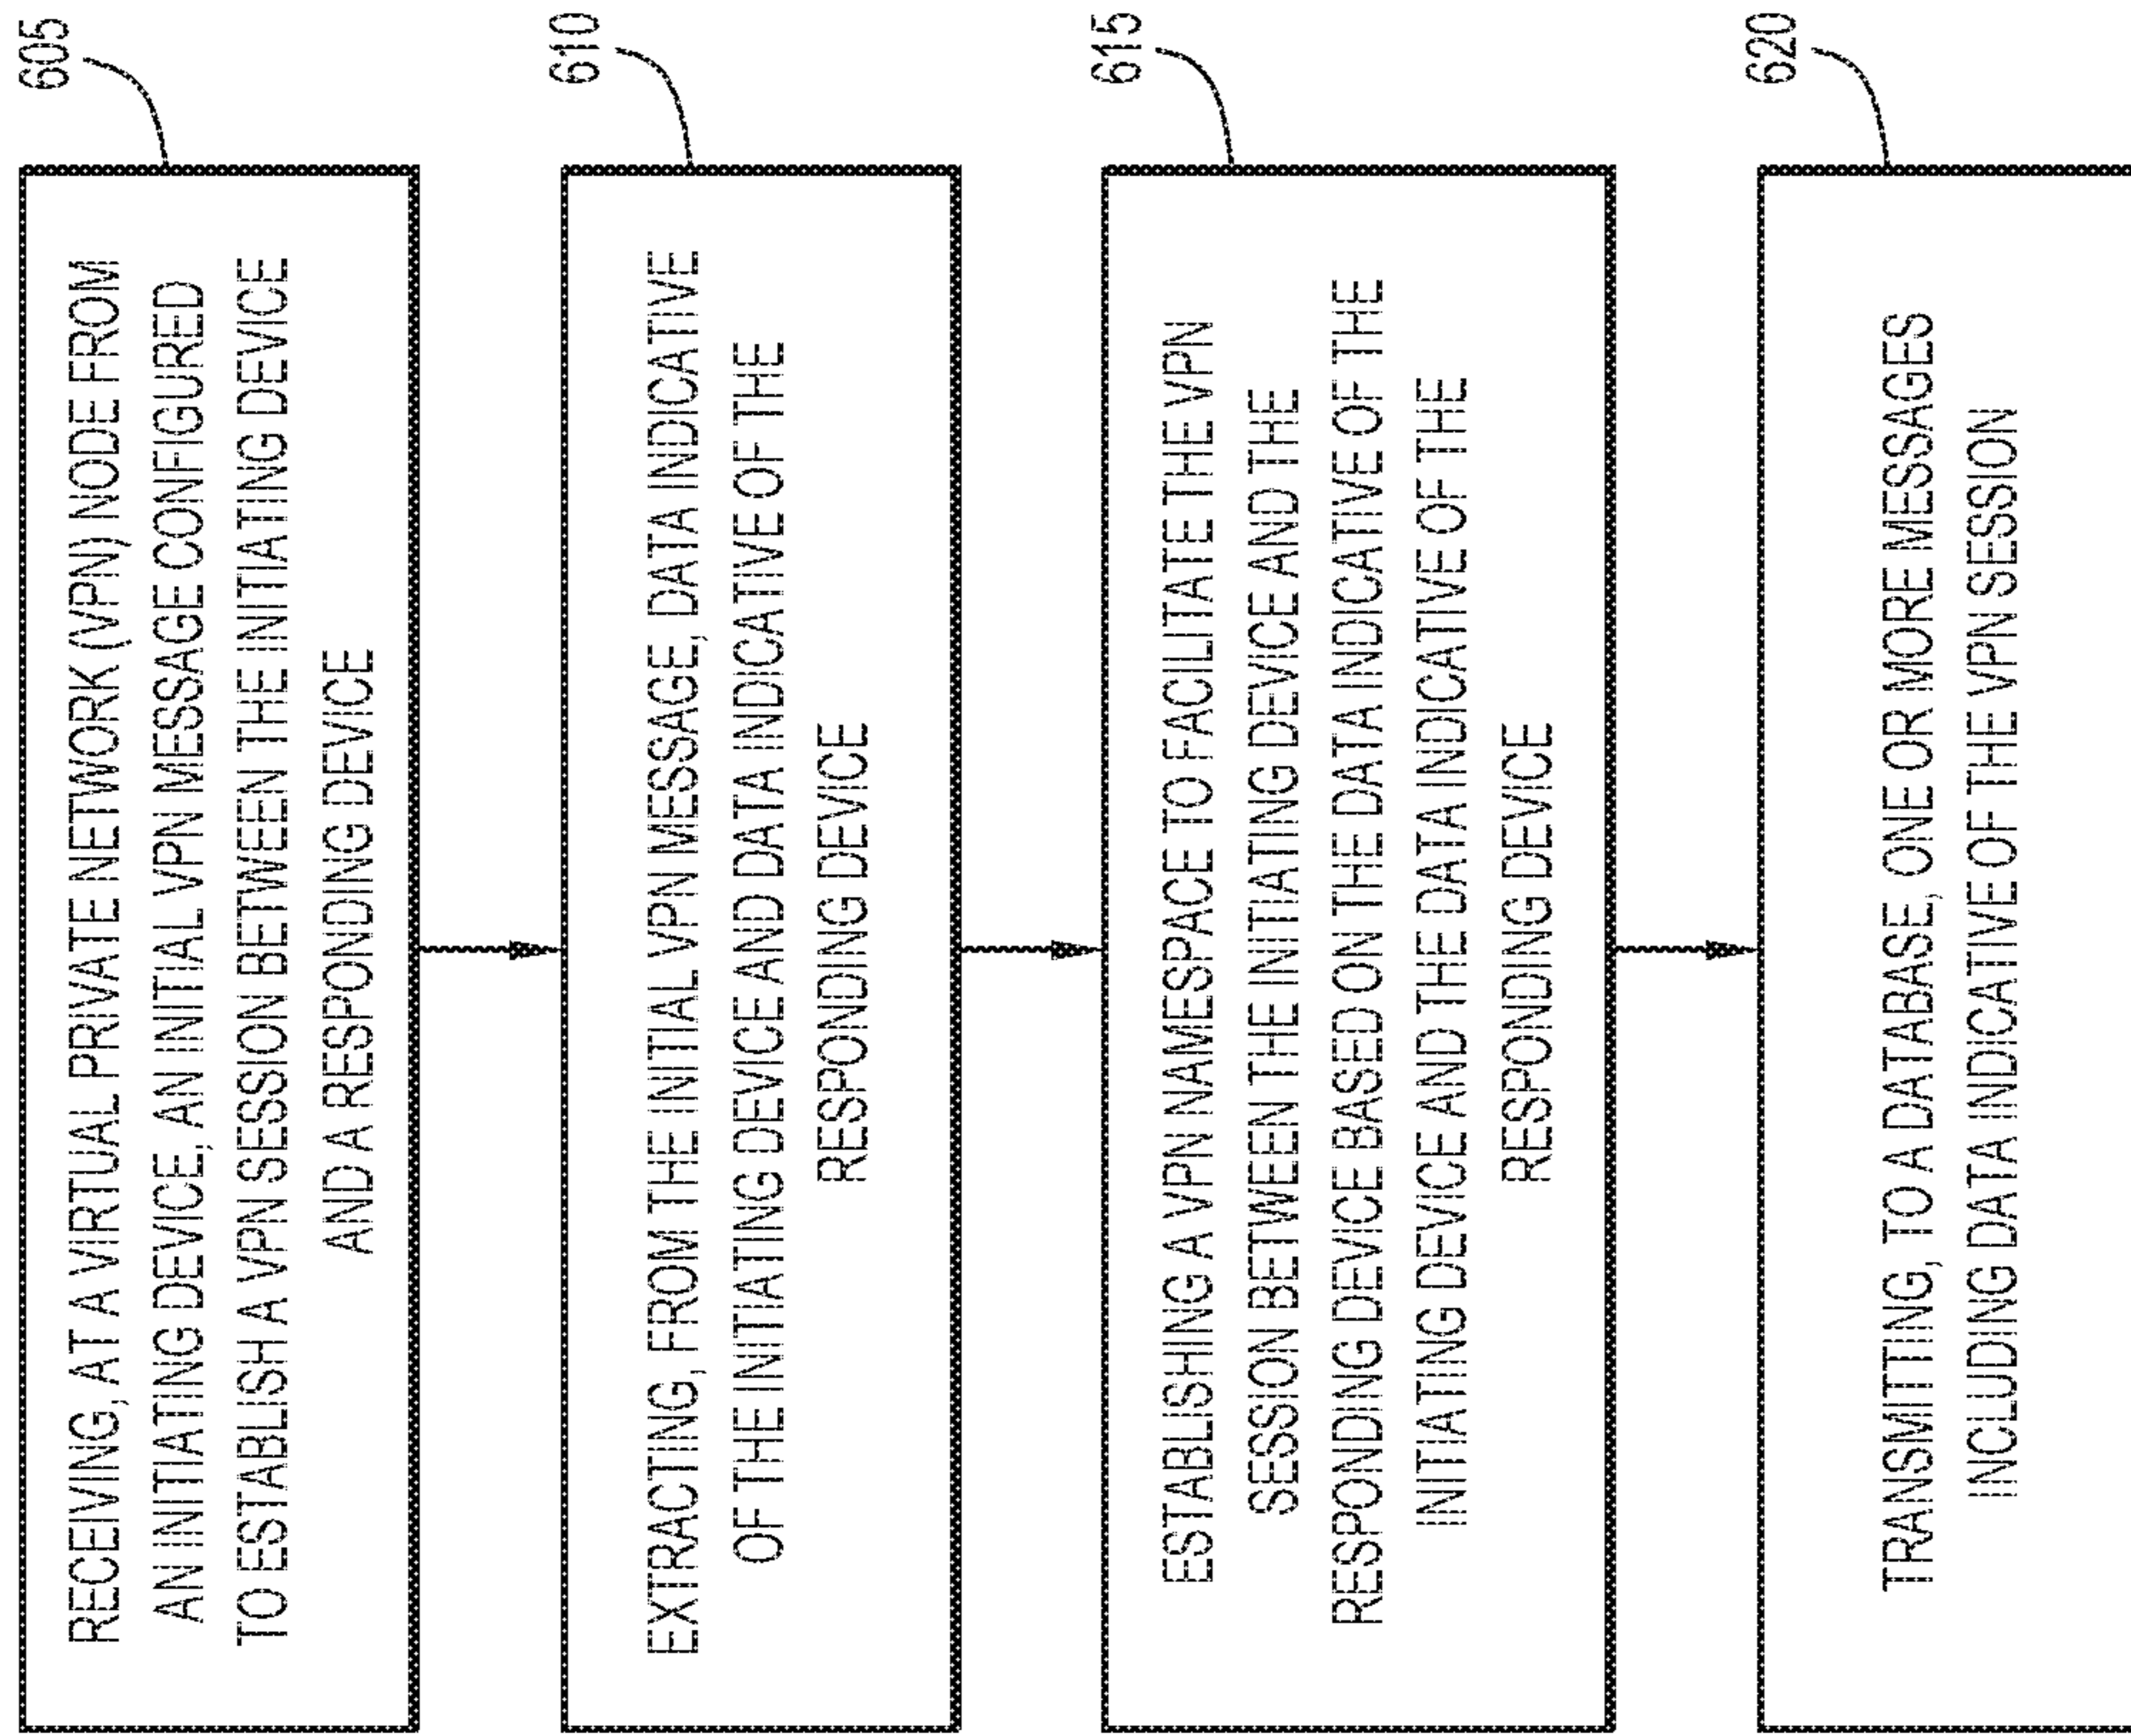 605
RECEIVING, AT A VIRTUAL PRIVATE NETWORK (VPN) NODE FROM
AN INITIATING DEVICE, AN INITIAL VPN MESSAGE CONFIGURED
TO ESTABLISH A VPN SESSION BETWEEN THE INITIATING DEVICE
AND A RESPONDING DEVICE
610
EXTRACTING, FROM THE INITIAL VPN MESSAGE, DATA INDICATIVE
OF THE INITIATING DEVICE AND DATA INDICATIVE OF THE
RESPONDING DEVICE
615
ESTABLISHING A VPN NAMESPACE TO FACILITATE THE VPN
SESSION BETWEEN THE INITIATING DEVICE AND THE
RESPONDING DEVICE BASED ON THE DATA INDICATIVE OF THE
INITIATING DEVICE AND THE DATA INDICATIVE OF THE
RESPONDING DEVICE
620
TRANSMITTING, TO A DATABASE, ONE OR MORE MESSAGES
INCLUDING DATA INDICATIVE OF THE VPN SESSION